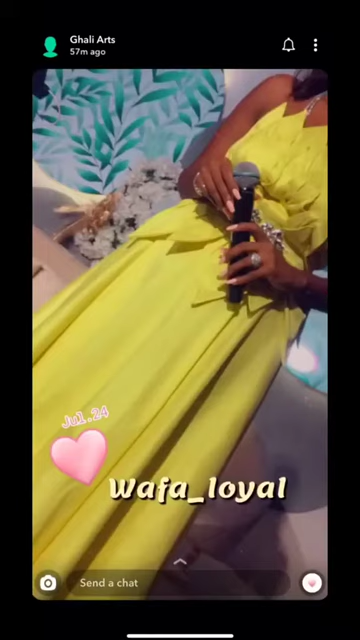 Ghali Arts
57m ago
Jul.24
Wafa_loyal
Send a chat